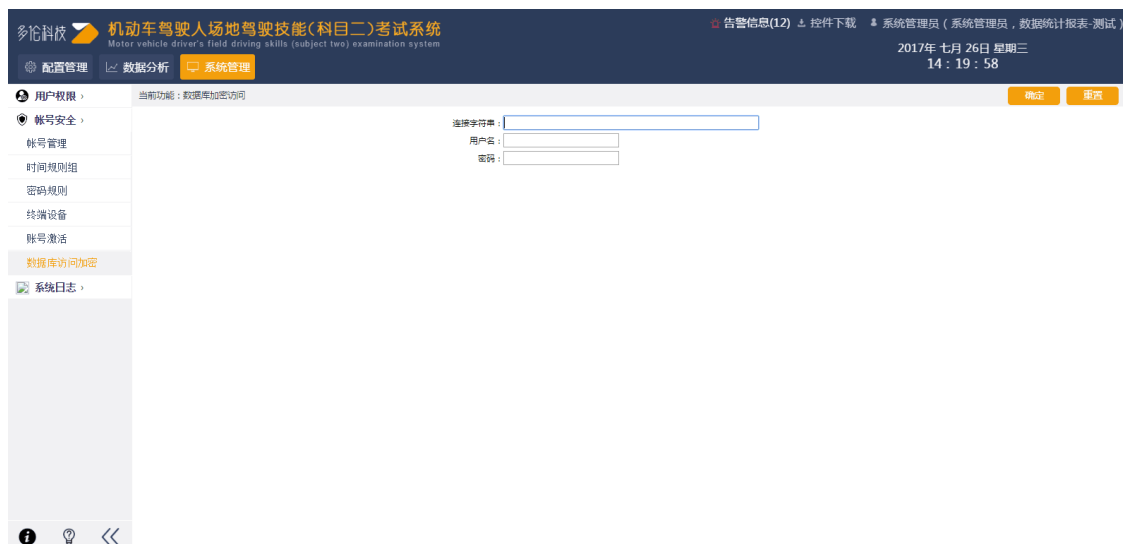 多伦科技
机动车驾驶人场地驾驶技能(科目二)考试系统
Motor vehicle driver's field driving skills (subject two) examination system
告警信息(12) 控件下载 系统管理员 ( 系统管理员 , 数据统计报表-测试 )
2017年 七月 26日 星期三
14 : 19 : 58
配置管理 数据分析 系统管理
用户权限
当前功能 : 数据库加密访问
确定 重置
帐号安全
连接字符串 :
用户名 :
密码 :
帐号管理
时间规则组
密码规则
终端设备
账号激活
数据库访问加密
系统日志